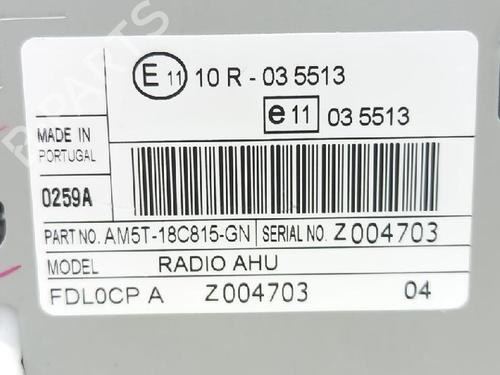 E 11 10 R - 03 5513
e 11 03 5513
MADE IN
PORTUGAL
0259A
PART NO. AM5T-18C815-GN SERIAL NO. Z004703
MODEL RADIO AHU
FDL0CP A Z004703 04